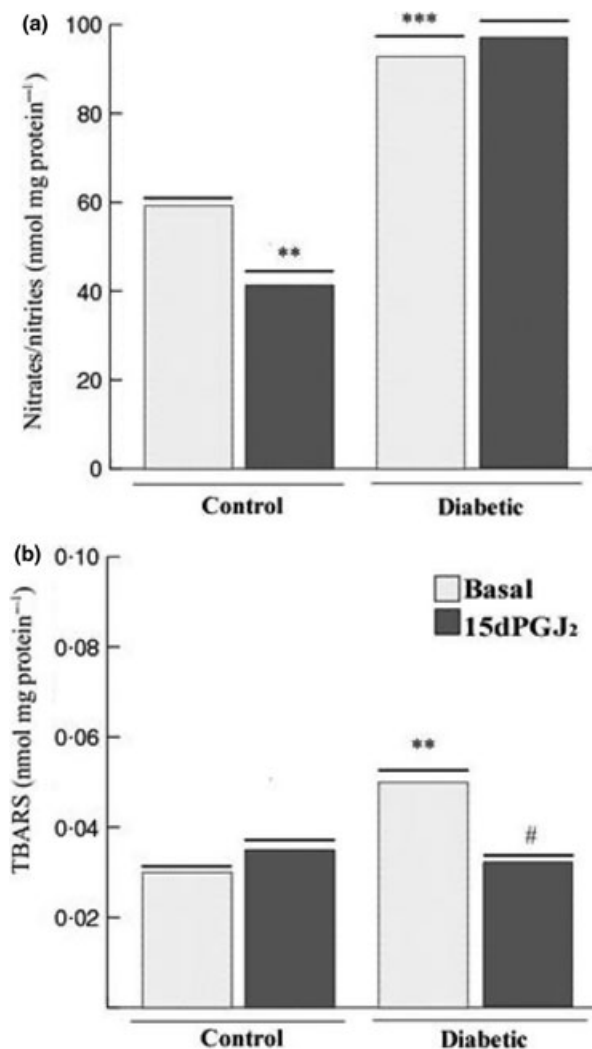 (a)
Nitrates/nitrites (nmol mg protein⁻¹)
100
80
60
40
20
0
**
***
Control
Diabetic
(b)
TBARS (nmol mg protein⁻¹)
0·10
0·08
0·06
0·04
0·02
Basal
15dPGJ₂
**
#
Control
Diabetic